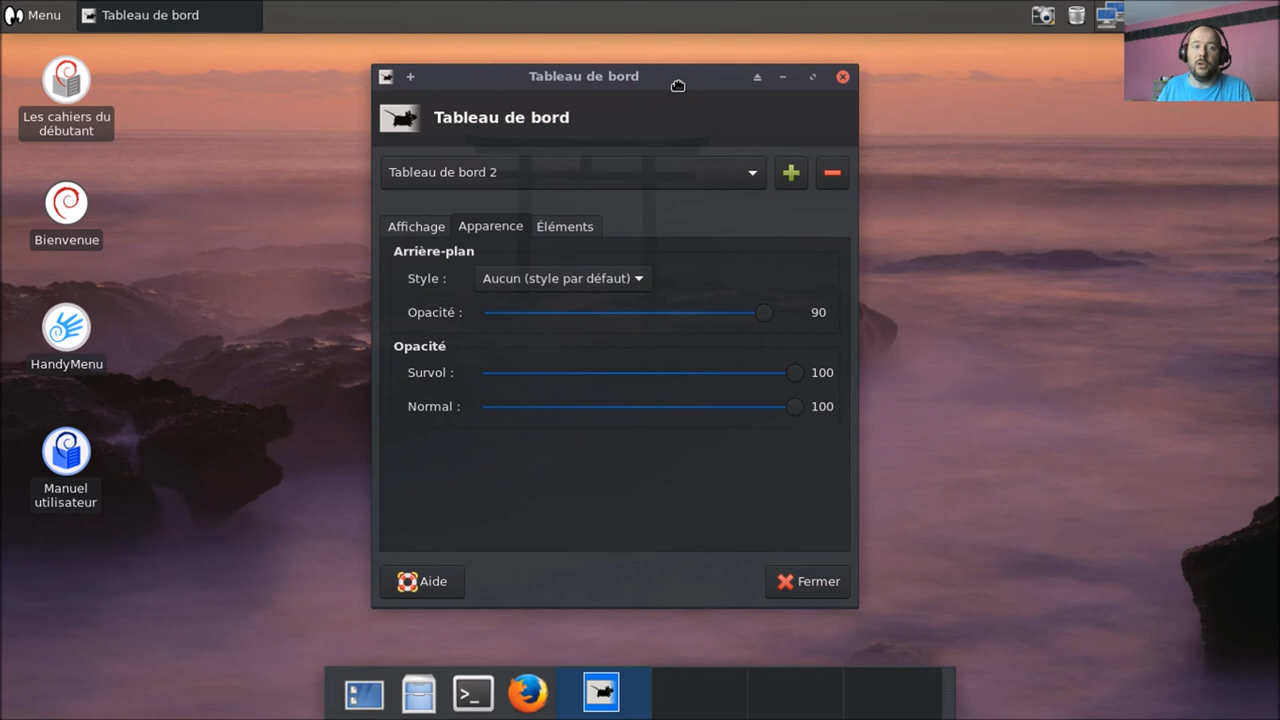 Menu
Tableau de bord
Les cahiers du
débutant
Bienvenue
HandyMenu
Manuel
utilisateur
Tableau de bord
Tableau de bord
Tableau de bord 2
Affichage
Apparence
Éléments
Arrière-plan
Style :
Aucun (style par défaut)
Opacité :
90
Opacité
Survol :
100
Normal :
100
Aide
Fermer